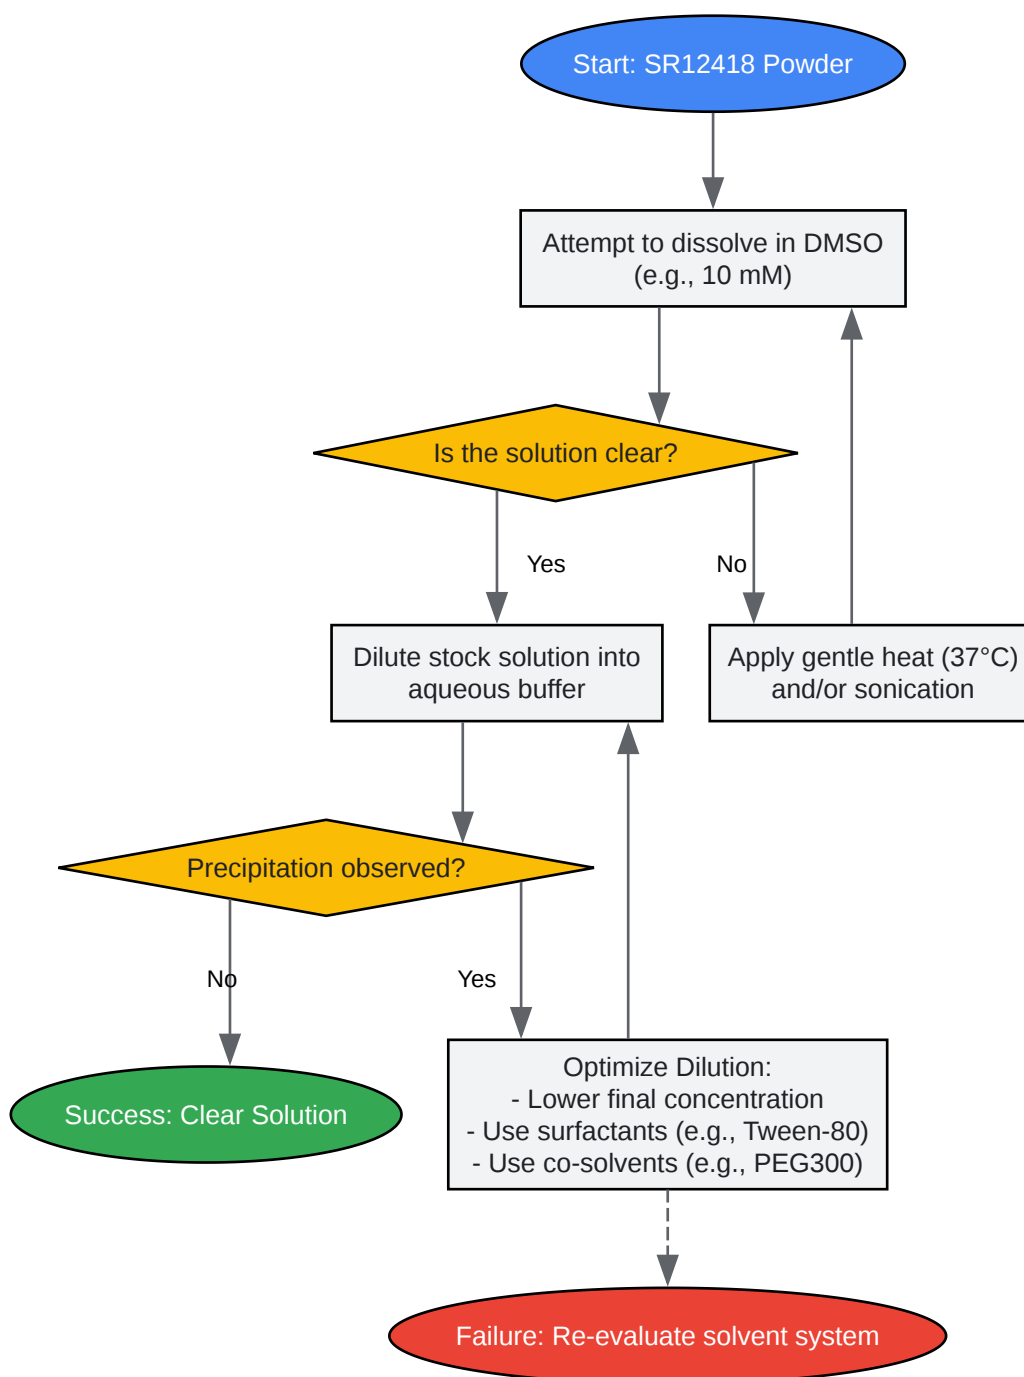 Start: SR12418 Powder
Attempt to dissolve in DMSO
(e.g., 10 mM)
Is the solution clear?
Yes
No
Dilute stock solution into
aqueous buffer
Apply gentle heat (37°C)
and/or sonication
Precipitation observed?
No
Yes
Success: Clear Solution
Optimize Dilution:
- Lower final concentration
- Use surfactants (e.g., Tween-80)
- Use co-solvents (e.g., PEG300)
Failure: Re-evaluate solvent system